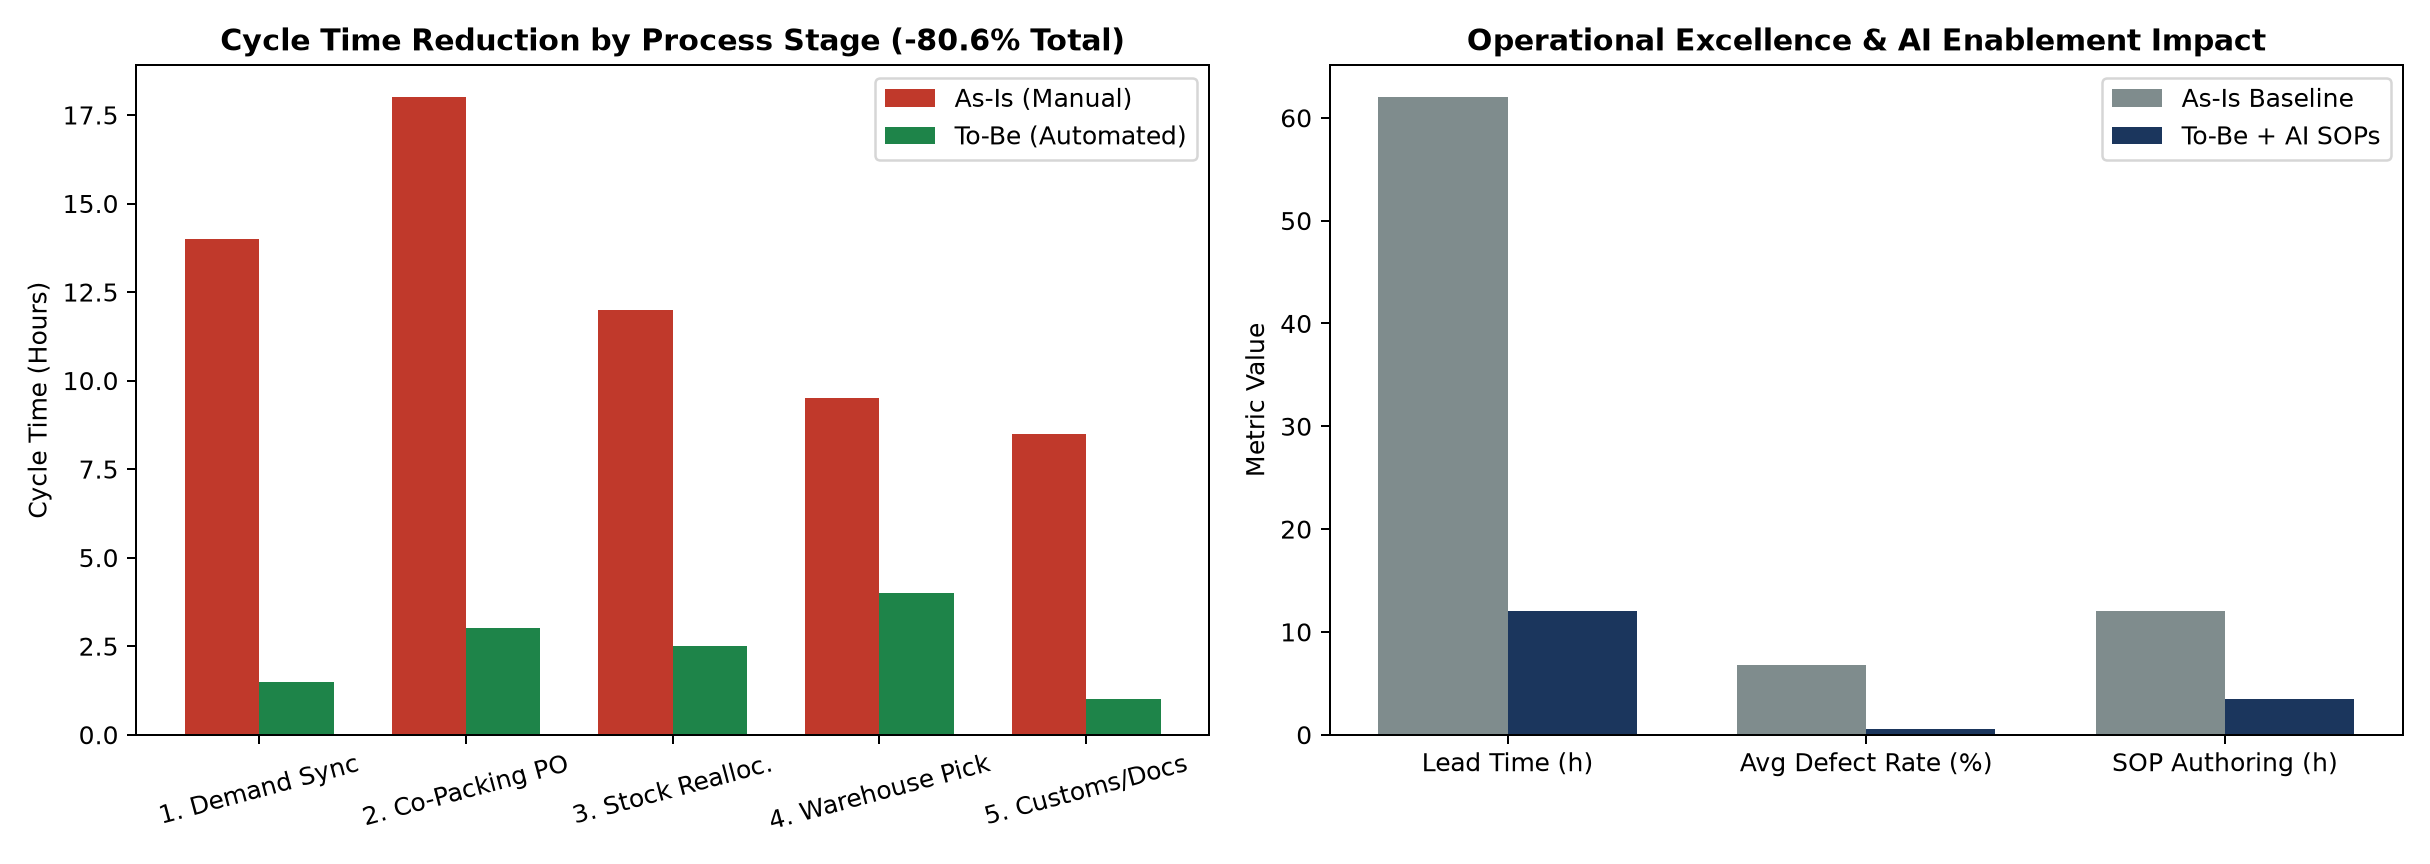 Cycle Time Reduction by Process Stage (-80.6% Total)
As-Is (Manual)
To-Be (Automated)
Cycle Time (Hours)
17.5
15.0
12.5
10.0
7.5
5.0
2.5
0.0
1. Demand Sync
2. Co-Packing PO
3. Stock Realloc.
4. Warehouse Pick
5. Customs/Docs
Operational Excellence & AI Enablement Impact
As-Is Baseline
To-Be + AI SOPs
Metric Value
60
50
40
30
20
10
0
Lead Time (h)
Avg Defect Rate (%)
SOP Authoring (h)